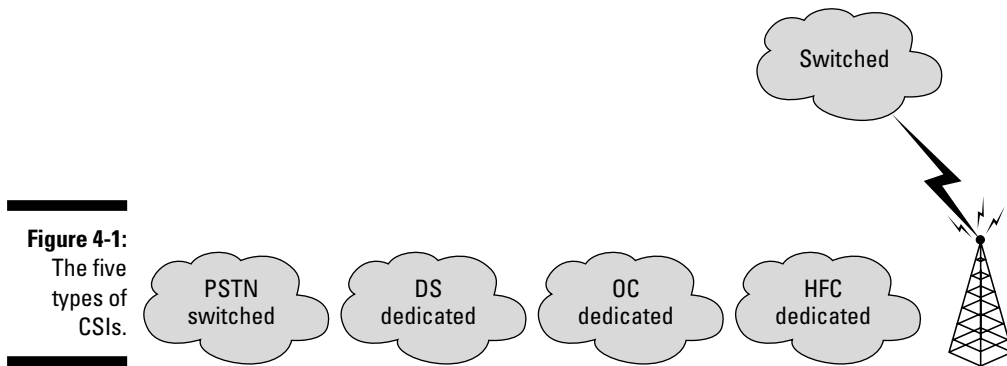 Switched
Figure 4-1:
The five
types of
CSIs.
PSTN
switched
DS
dedicated
OC
dedicated
HFC
dedicated